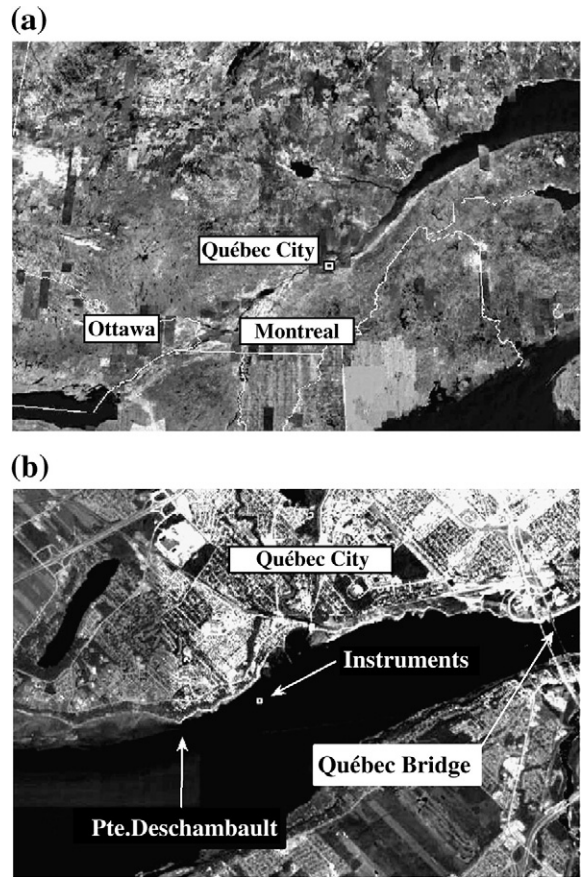 (a)
Québec City
Ottawa
Montreal
(b)
Québec City
Instruments
Québec Bridge
Pte.Deschambault